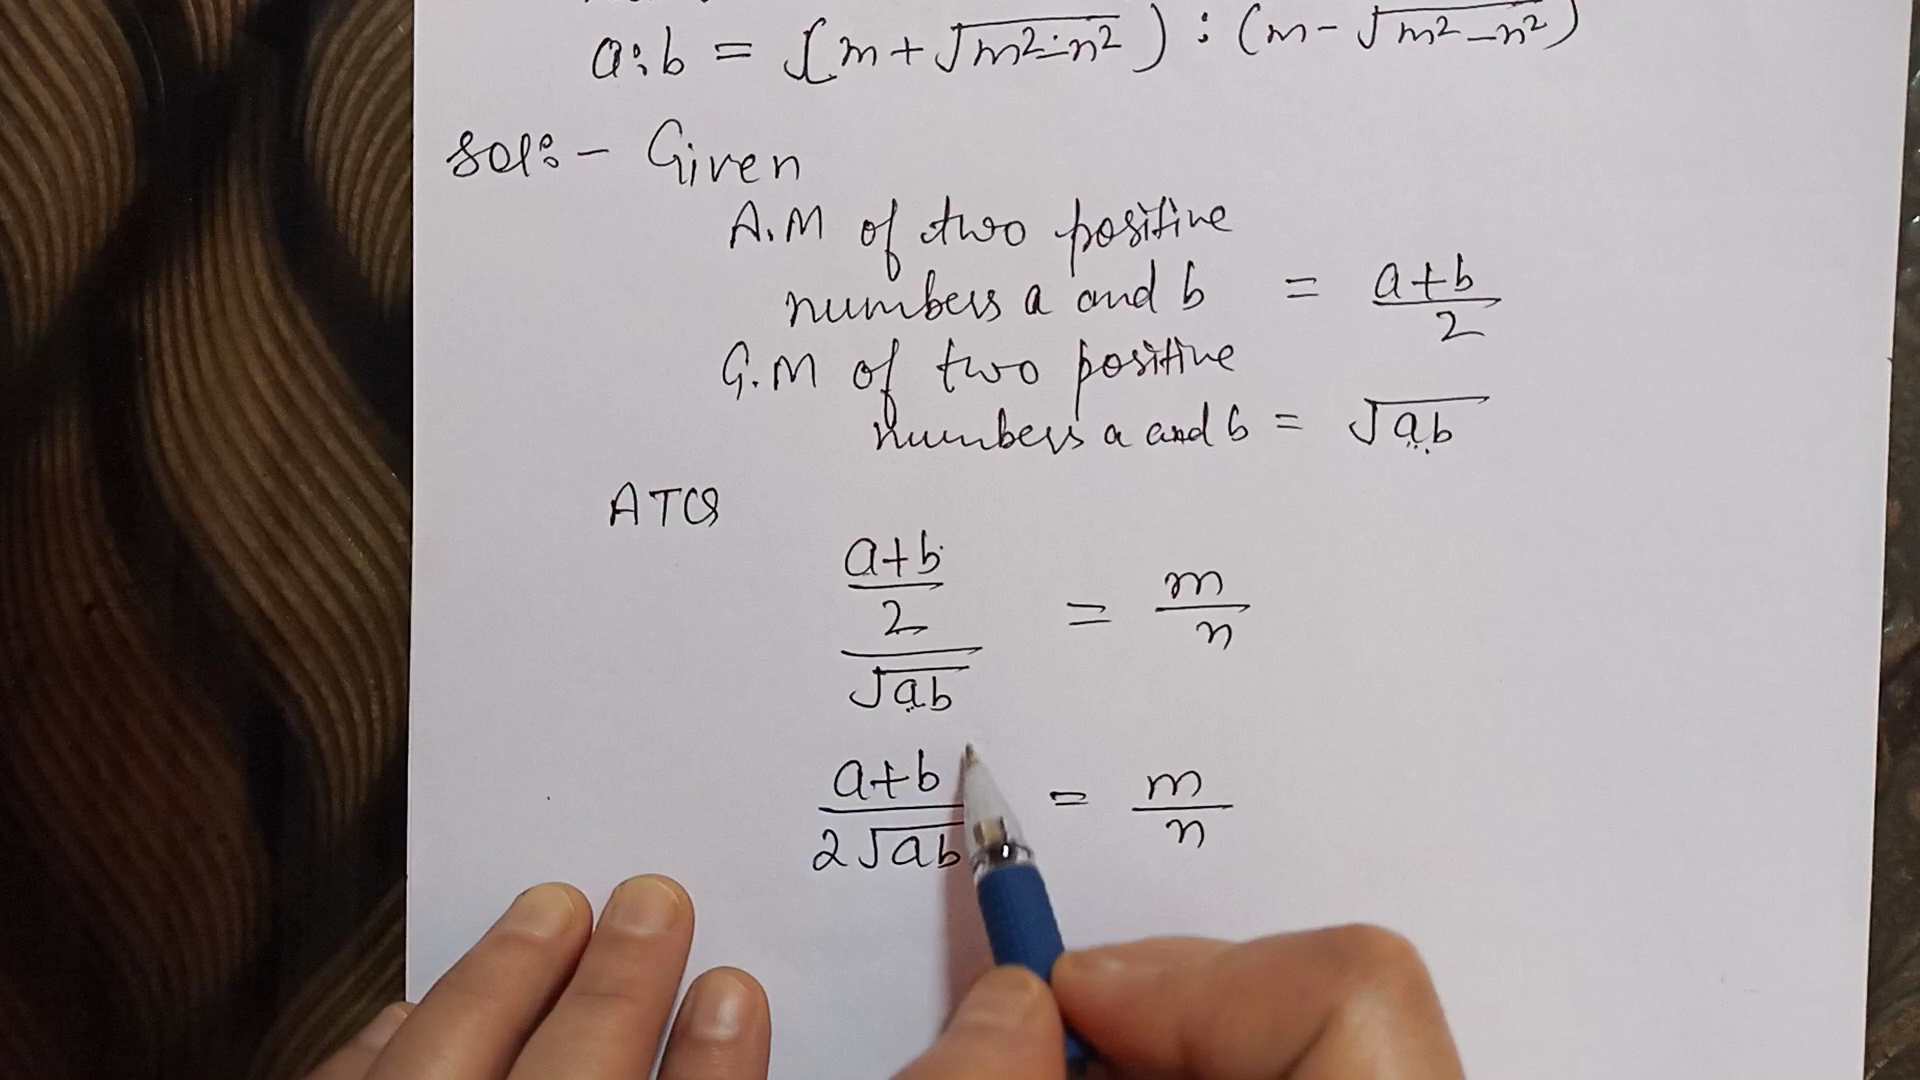 a:b = (m + √m² - n²) : (m - √m² - n²)
Sol:- Given
A.M of two positive
numbers a and b = a+b/2
G.M of two positive
numbers a and b = √ab
ATQ
a+b/2/√ab = m/n
a+b/2√ab = m/n